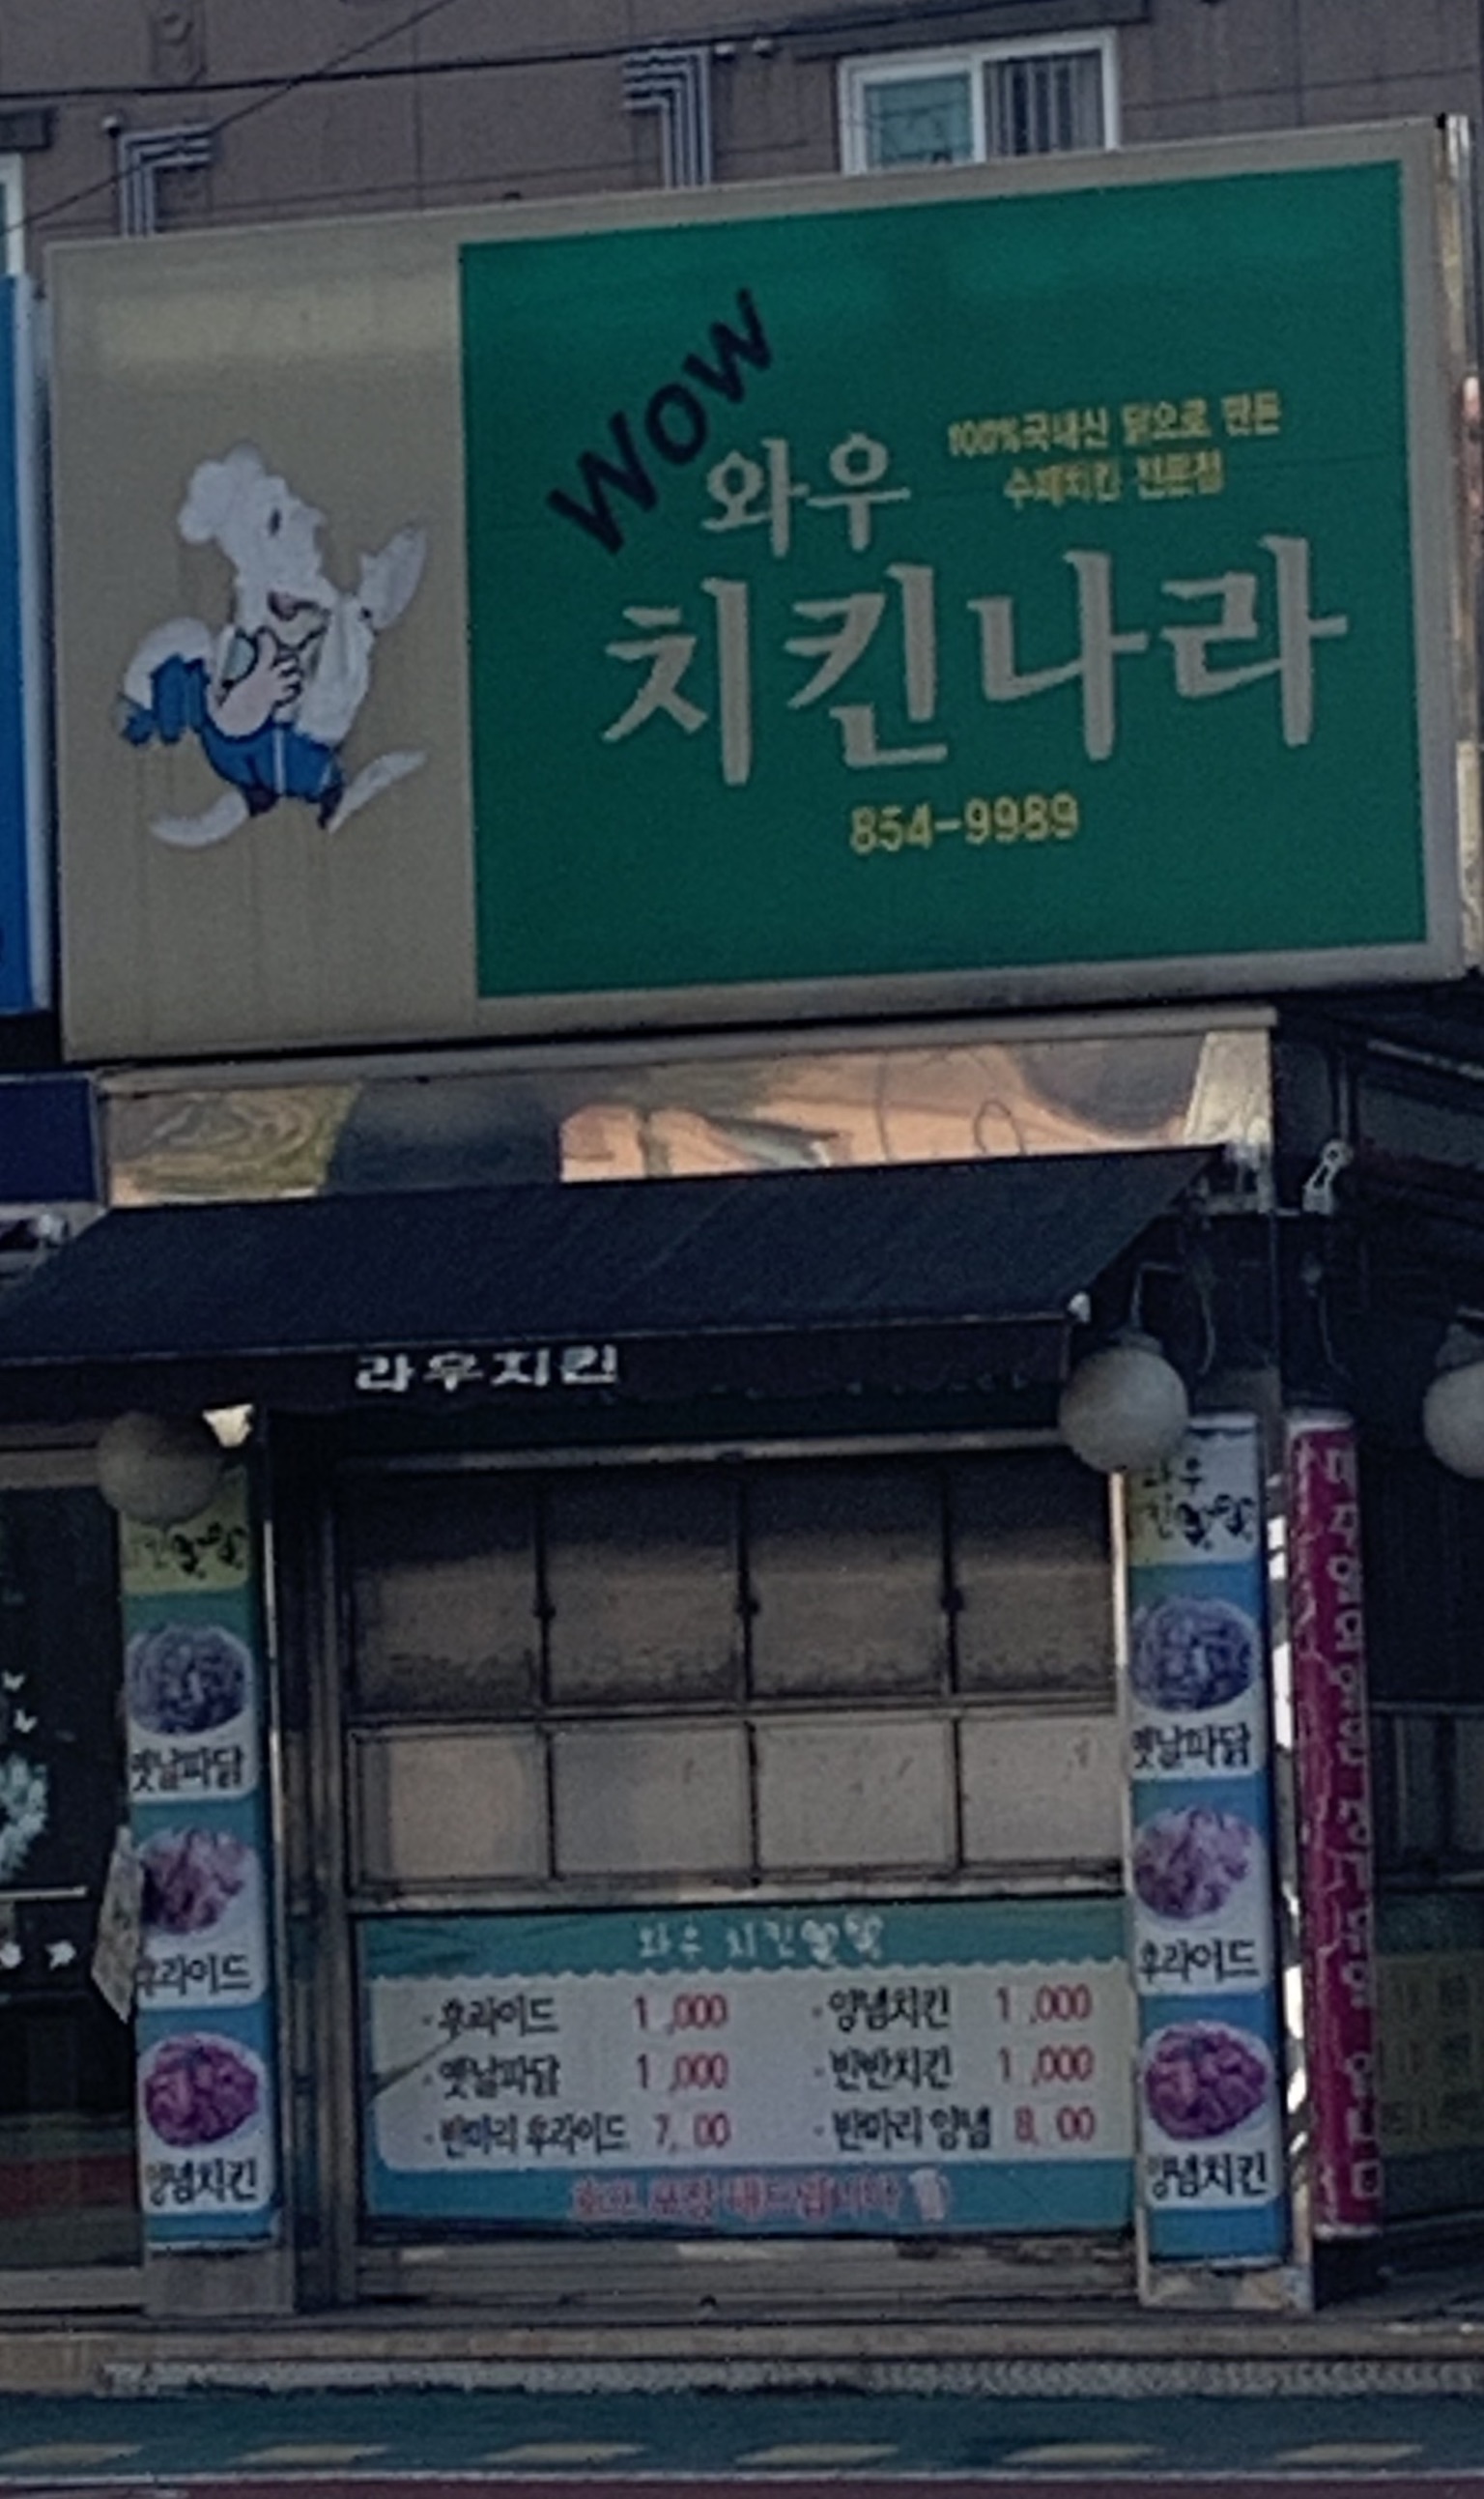 Wow
와우
100%국내산 닭으로 만든
수제치킨 전문점
치킨나라
854-9989
라우치킨
옛날파닭
후라이드
양념치킨
와우 치킨
·후라이드 1 ,000
·양념치킨 1 ,000
·옛날파닭 1 ,000
·반반치킨 1 ,000
·반마리 후라이드 7, 00
·반마리 양념 8, 00
와우
옛날파닭
후라이드
양념치킨